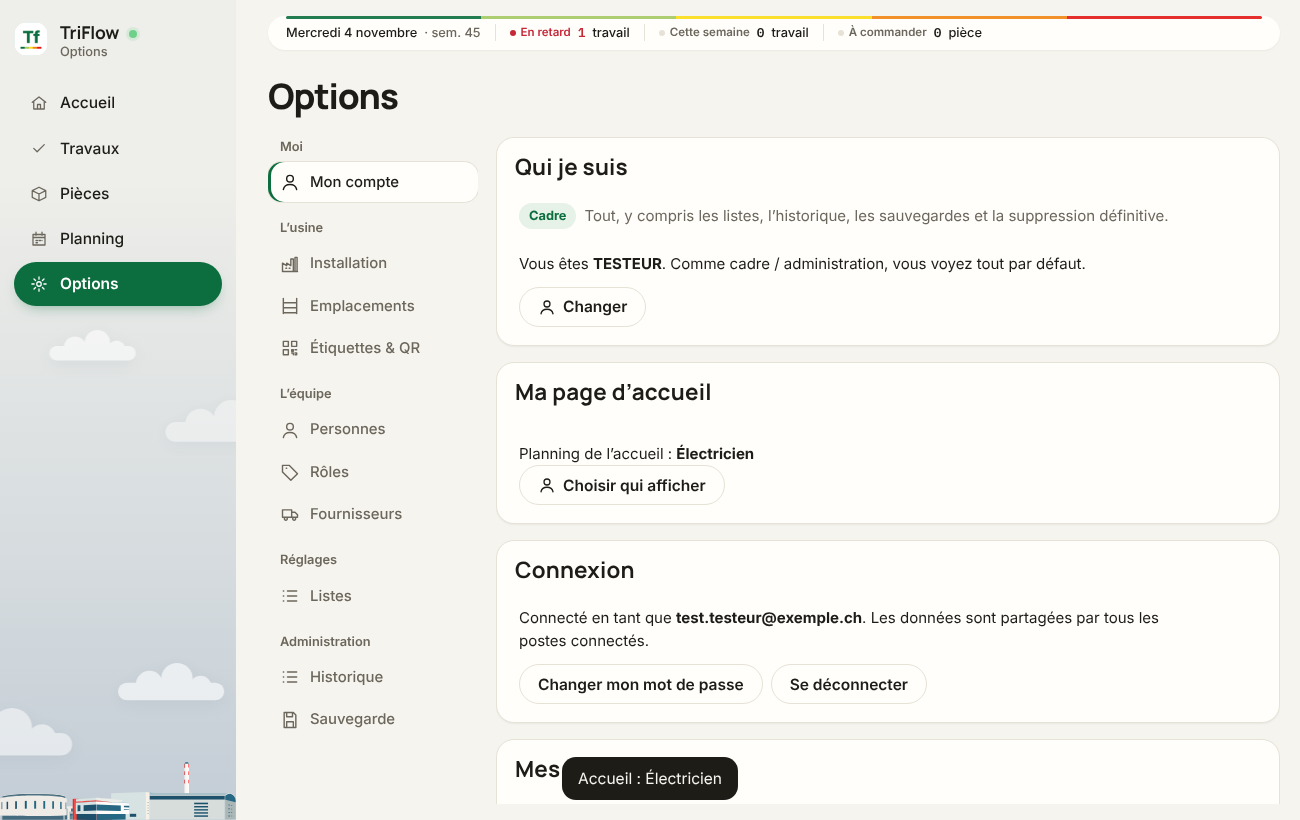 Tf
TriFlow
Options
Accueil
Travaux
Pièces
Planning
Options
Mercredi 4 novembre · sem. 45
En retard 1 travail
Cette semaine 0 travail
À commander 0 pièce
Options
Moi
Mon compte
L’usine
Installation
Emplacements
Étiquettes & QR
L’équipe
Personnes
Rôles
Fournisseurs
Réglages
Listes
Administration
Historique
Sauvegarde
Qui je suis
Cadre Tout, y compris les listes, l’historique, les sauvegardes et la suppression définitive.
Vous êtes TESTEUR. Comme cadre / administration, vous voyez tout par défaut.
Changer
Ma page d’accueil
Planning de l’accueil : Électricien
Choisir qui afficher
Connexion
Connecté en tant que test.testeur@exemple.ch. Les données sont partagées par tous les
postes connectés.
Changer mon mot de passe
Se déconnecter
Mes
Accueil : Électricien